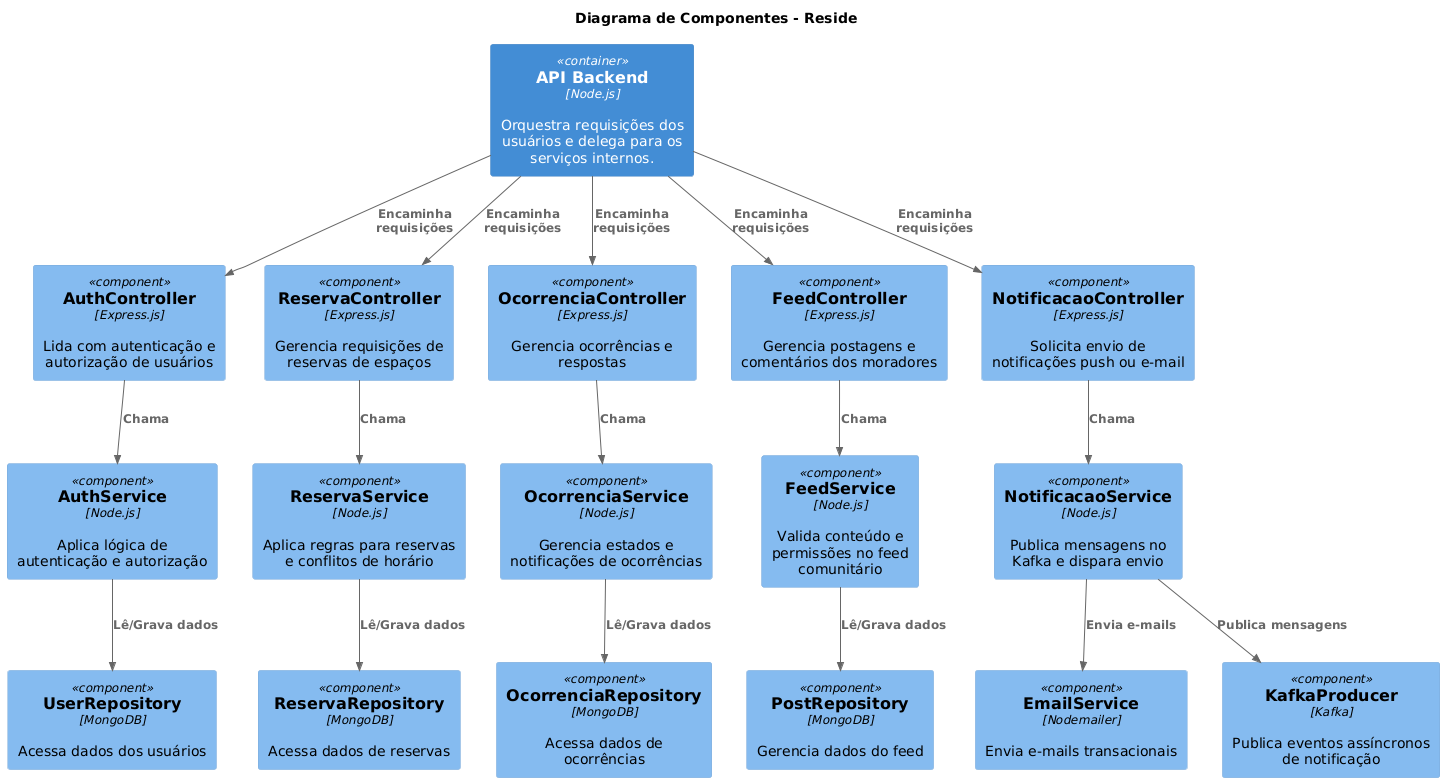 Diagrama de Componentes - Reside
«container»
API Backend
[Node.js]
Orquestra requisições dos
usuários e delega para os
serviços internos.
Encaminha
requisições
Encaminha
requisições
Encaminha
requisições
Encaminha
requisições
Encaminha
requisições
«component»
AuthController
[Express.js]
Lida com autenticação e
autorização de usuários
«component»
ReservaController
[Express.js]
Gerencia requisições de
reservas de espaços
«component»
OcorrenciaController
[Express.js]
Gerencia ocorrências e
respostas
«component»
FeedController
[Express.js]
Gerencia postagens e
comentários dos moradores
«component»
NotificacaoController
[Express.js]
Solicita envio de
notificações push ou e-mail
Chama
Chama
Chama
Chama
Chama
«component»
AuthService
[Node.js]
Aplica lógica de
autenticação e autorização
«component»
ReservaService
[Node.js]
Aplica regras para reservas
e conflitos de horário
«component»
OcorrenciaService
[Node.js]
Gerencia estados e
notificações de ocorrências
«component»
FeedService
[Node.js]
Valida conteúdo e
permissões no feed
comunitário
«component»
NotificacaoService
[Node.js]
Publica mensagens no
Kafka e dispara envio
Lê/Grava dados
Lê/Grava dados
Lê/Grava dados
Lê/Grava dados
Envia e-mails
Publica mensagens
«component»
UserRepository
[MongoDB]
Acessa dados dos usuários
«component»
ReservaRepository
[MongoDB]
Acessa dados de reservas
«component»
OcorrenciaRepository
[MongoDB]
Acessa dados de
ocorrências
«component»
PostRepository
[MongoDB]
Gerencia dados do feed
«component»
EmailService
[Nodemailer]
Envia e-mails transacionais
«component»
KafkaProducer
[Kafka]
Publica eventos assíncronos
de notificação